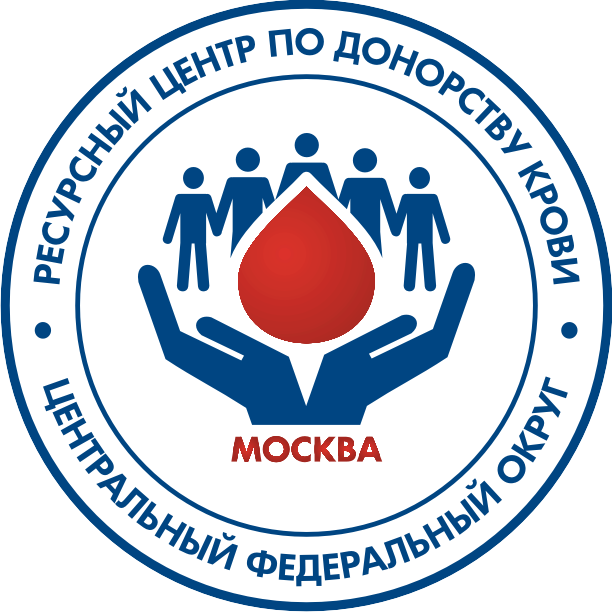 РЕСУРСНЫЙ ЦЕНТР ПО ДОНОРСТВУ КРОВИ
МОСКВА
ЦЕНТРАЛЬНЫЙ ФЕДЕРАЛЬНЫЙ ОКРУГ